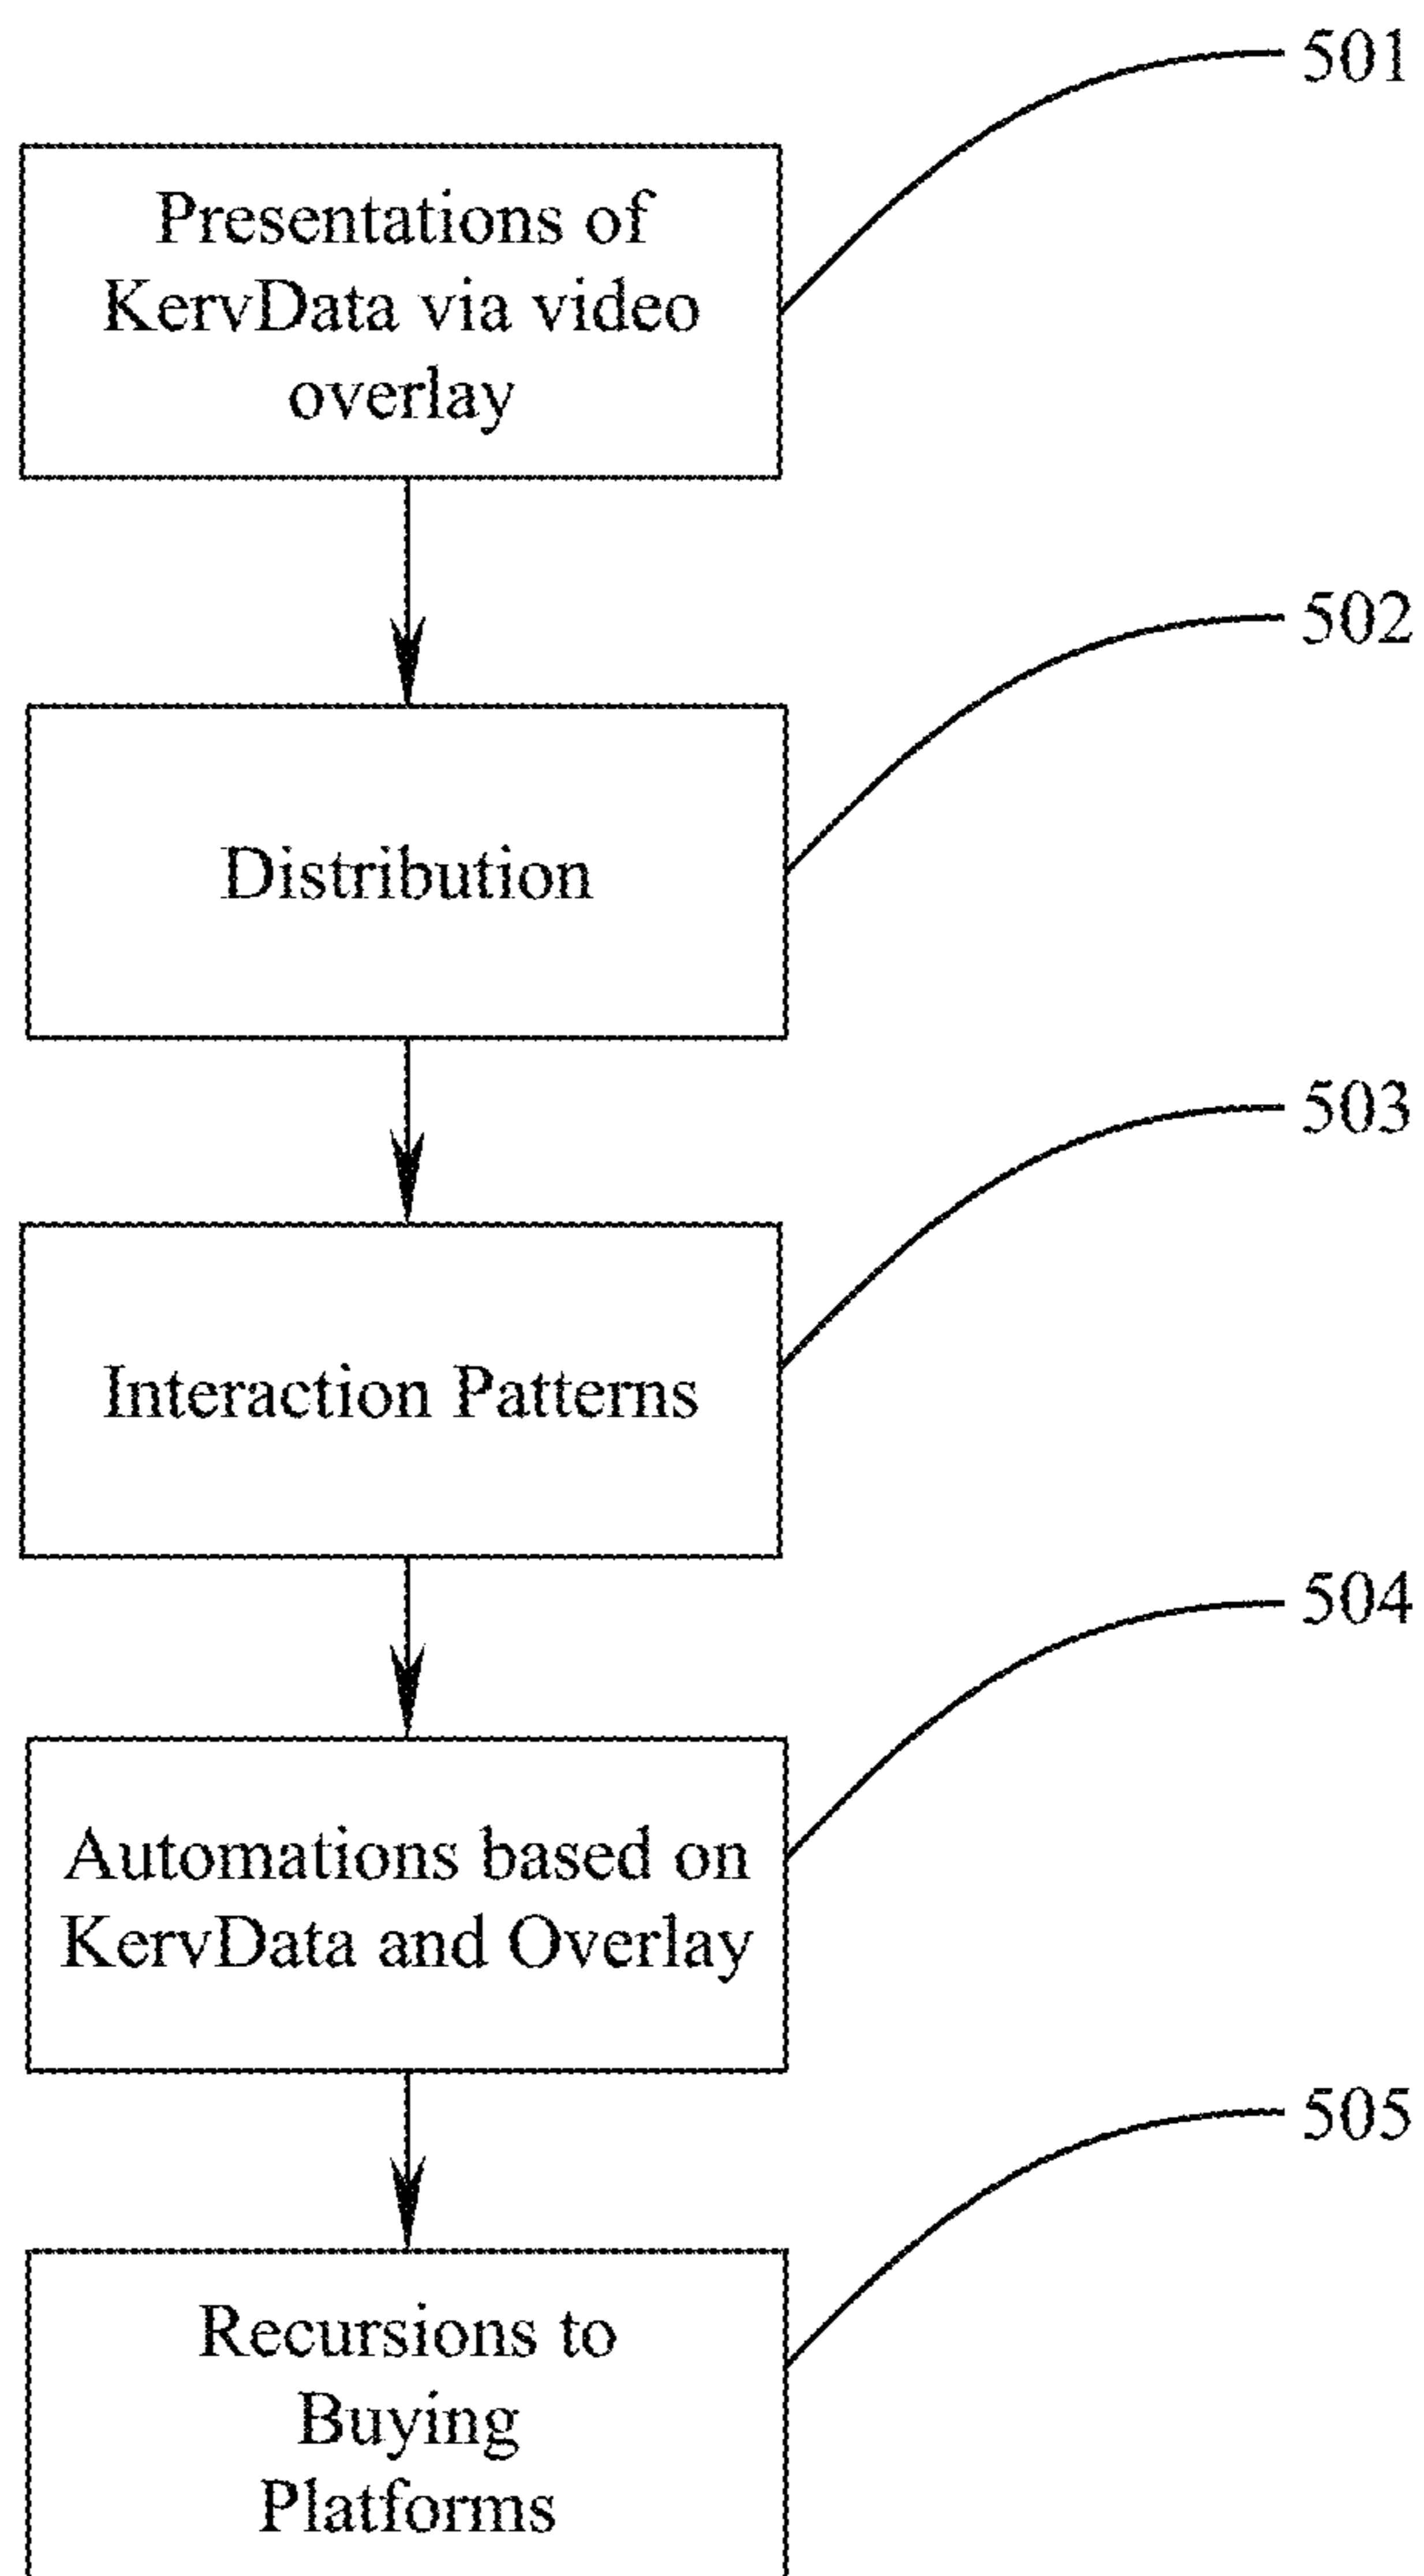 501
Presentations of
KervData via video
overlay
502
Distribution
503
Interaction Patterns
504
Automations based on
KervData and Overlay
505
Recursions to
Buying
Platforms